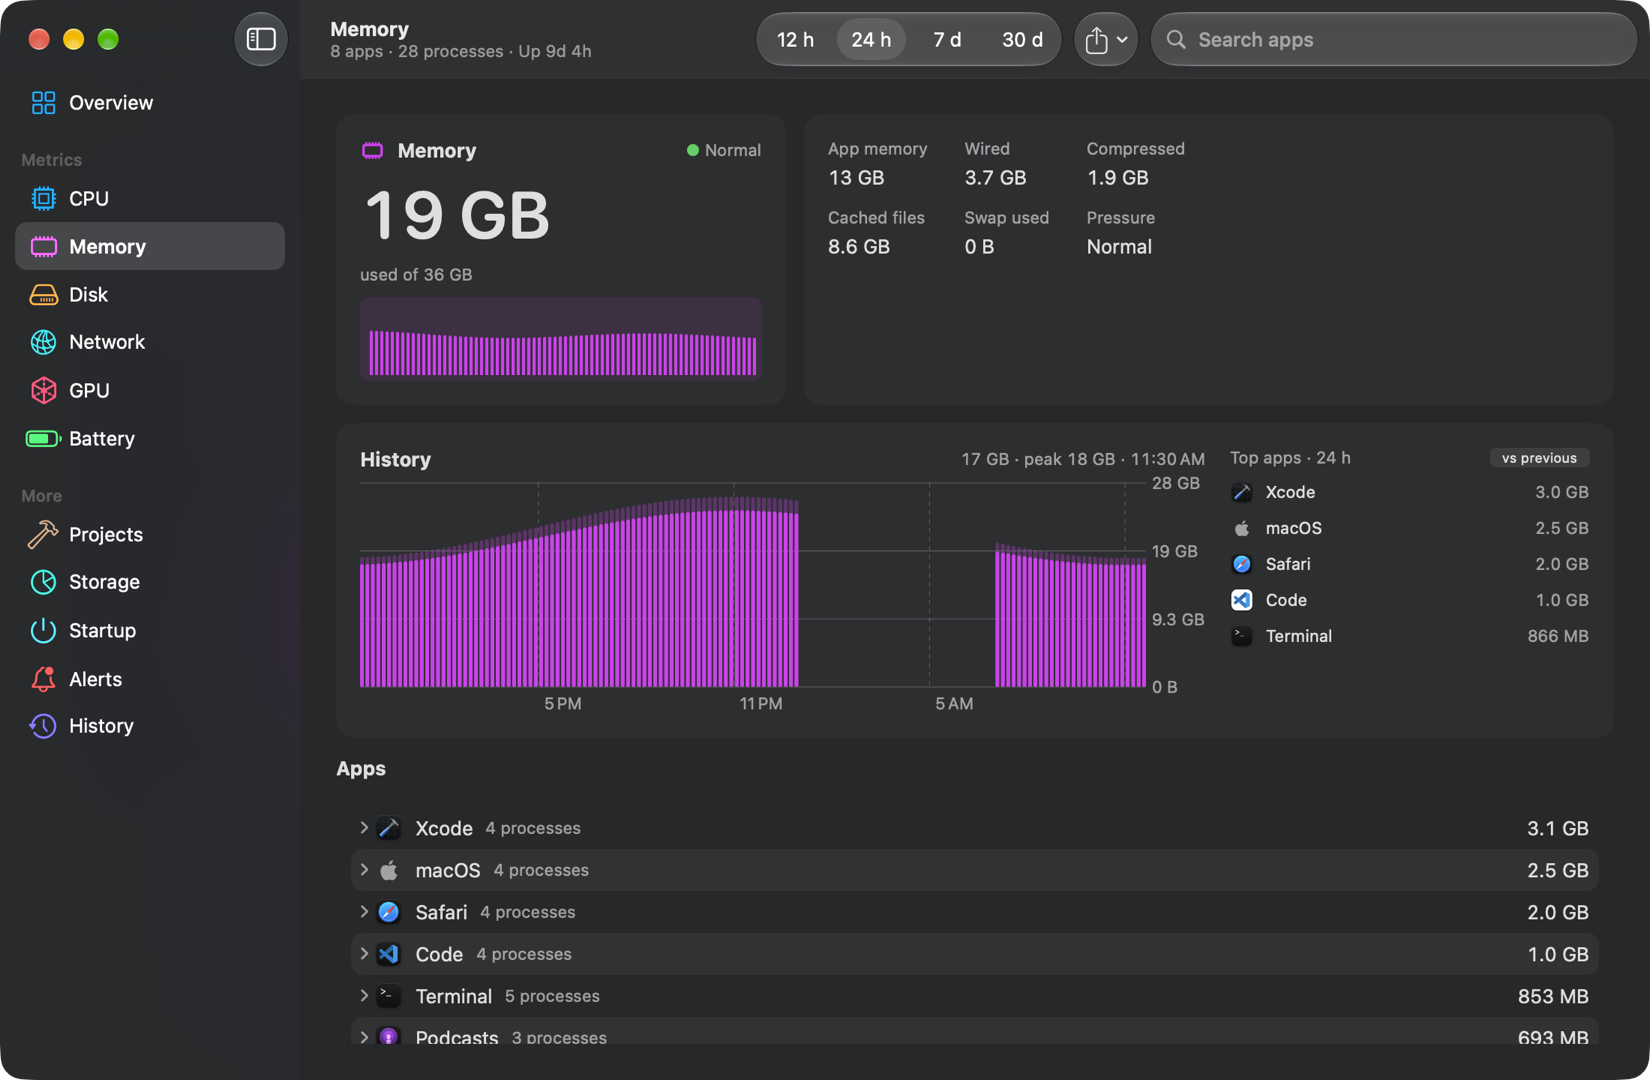 Memory
8 apps · 28 processes · Up 9d 4h
12 h
24 h
7 d
30 d
Search apps
Overview
Metrics
CPU
Memory
Disk
Network
GPU
Battery
More
Projects
Storage
Startup
Alerts
History
Memory
Normal
19 GB
used of 36 GB
App memory
13 GB
Wired
3.7 GB
Compressed
1.9 GB
Cached files
8.6 GB
Swap used
0 B
Pressure
Normal
History
17 GB · peak 18 GB · 11:30 AM
28 GB
19 GB
9.3 GB
0 B
5 PM
11 PM
5 AM
Top apps · 24 h
vs previous
Xcode 3.0 GB
macOS 2.5 GB
Safari 2.0 GB
Code 1.0 GB
Terminal 866 MB
Apps
Xcode 4 processes 3.1 GB
macOS 4 processes 2.5 GB
Safari 4 processes 2.0 GB
Code 4 processes 1.0 GB
Terminal 5 processes 853 MB
Podcasts 3 processes 693 MB